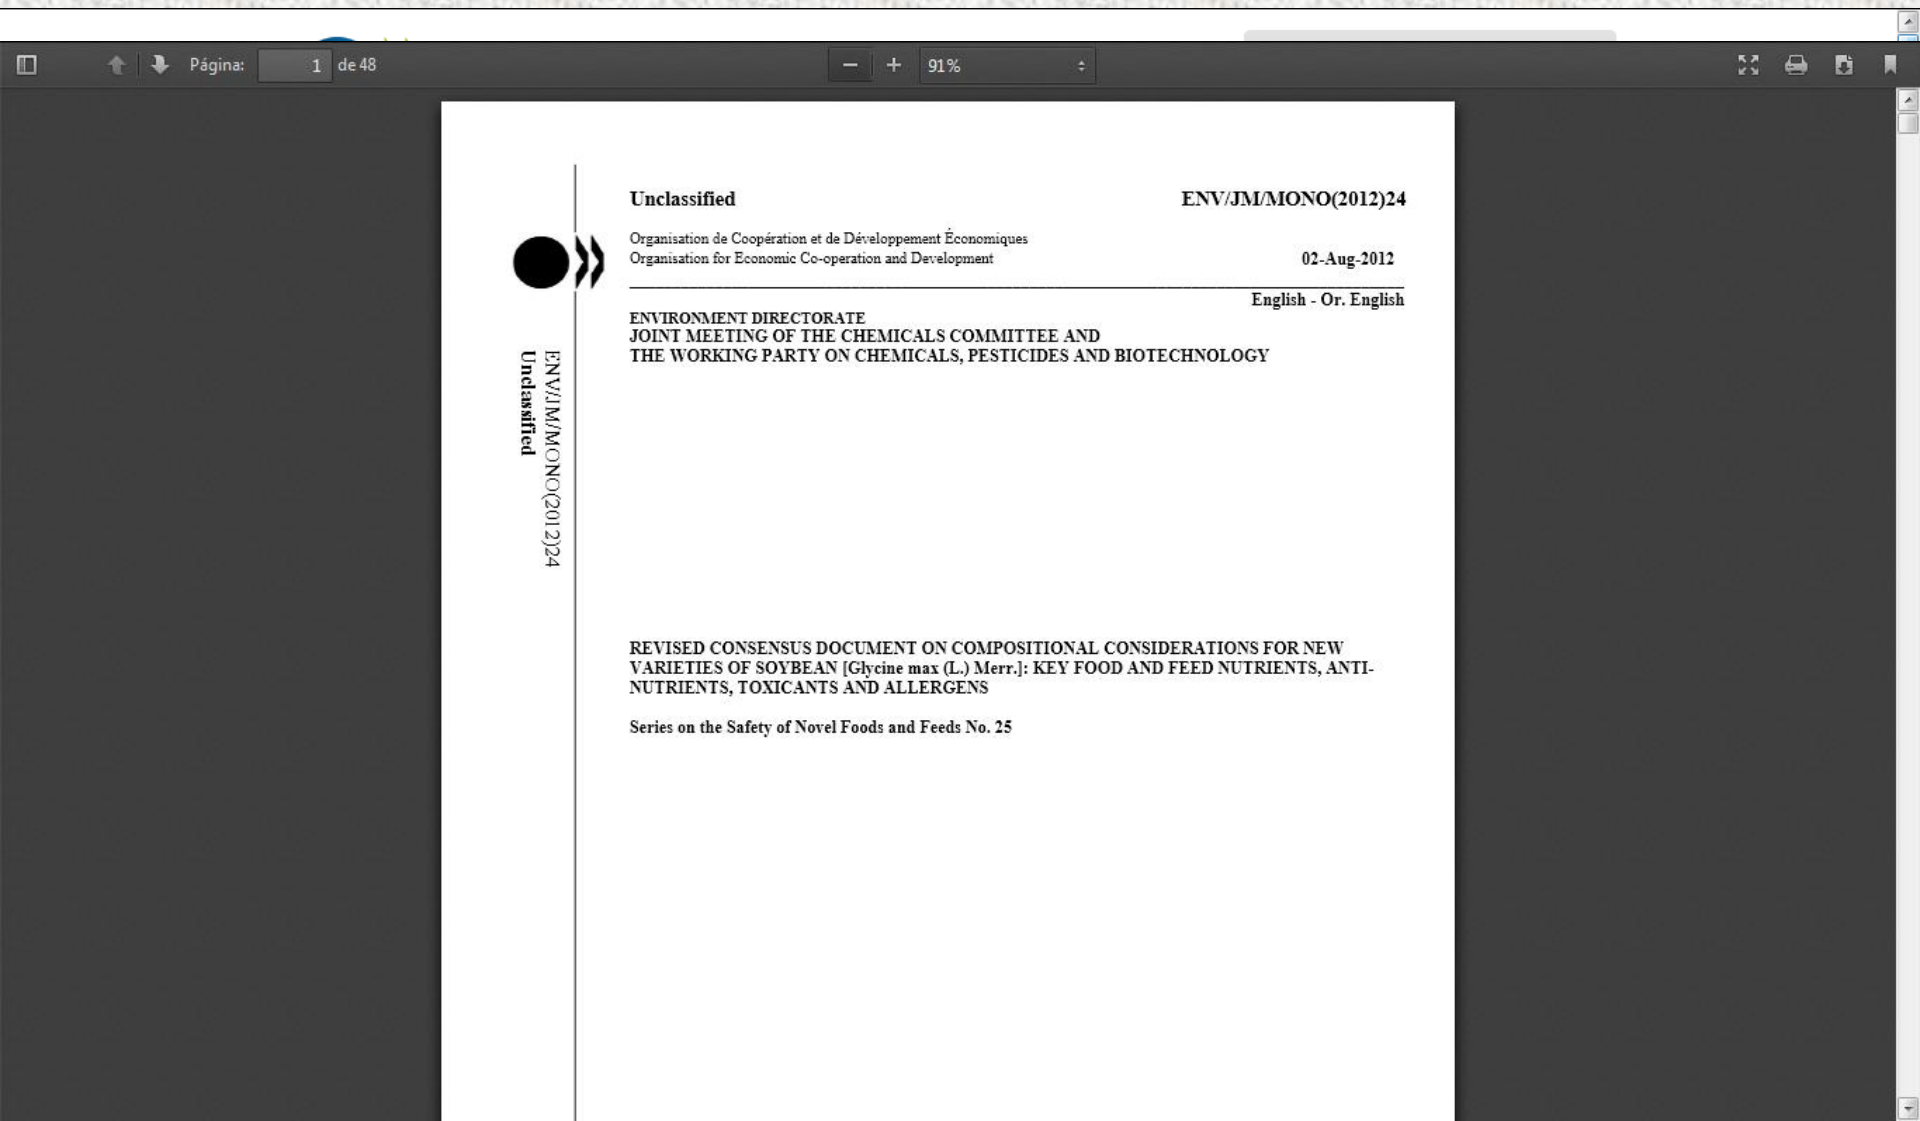 Página: 1 de 48
91%
Unclassified ENV/JM/MONO(2012)24
Organisation de Coopération et de Développement Économiques
Organisation for Economic Co-operation and Development 02-Aug-2012
English - Or. English
ENVIRONMENT DIRECTORATE
JOINT MEETING OF THE CHEMICALS COMMITTEE AND
THE WORKING PARTY ON CHEMICALS, PESTICIDES AND BIOTECHNOLOGY
ENV/JM/MONO(2012)24
Unclassified
REVISED CONSENSUS DOCUMENT ON COMPOSITIONAL CONSIDERATIONS FOR NEW
VARIETIES OF SOYBEAN [Glycine max (L.) Merr.]: KEY FOOD AND FEED NUTRIENTS, ANTI-
NUTRIENTS, TOXICANTS AND ALLERGENS
Series on the Safety of Novel Foods and Feeds No. 25